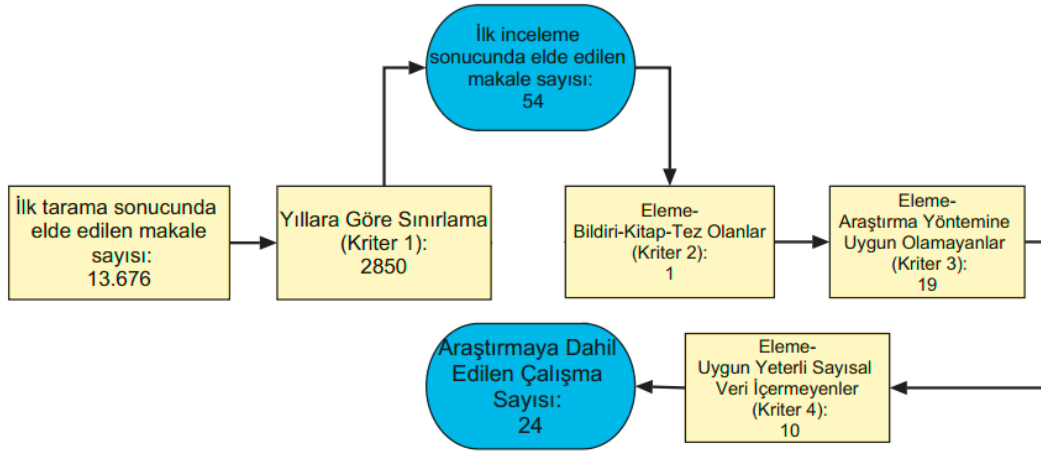 İlk inceleme
sonucunda elde edilen
makale sayısı:
54
İlk tarama sonucunda
elde edilen makale
sayısı:
13.676
Yıllara Göre Sınırlama
(Kriter 1):
2850
Eleme-
Bildiri-Kitap-Tez Olanlar
(Kriter 2):
1
Eleme-
Araştırma Yöntemine
Uygun Olamayanlar
(Kriter 3):
19
Eleme-
Uygun Yeterli Sayısal
Veri İçermeyenler
(Kriter 4):
10
Araştırmaya Dahil
Edilen Çalışma
Sayısı:
24